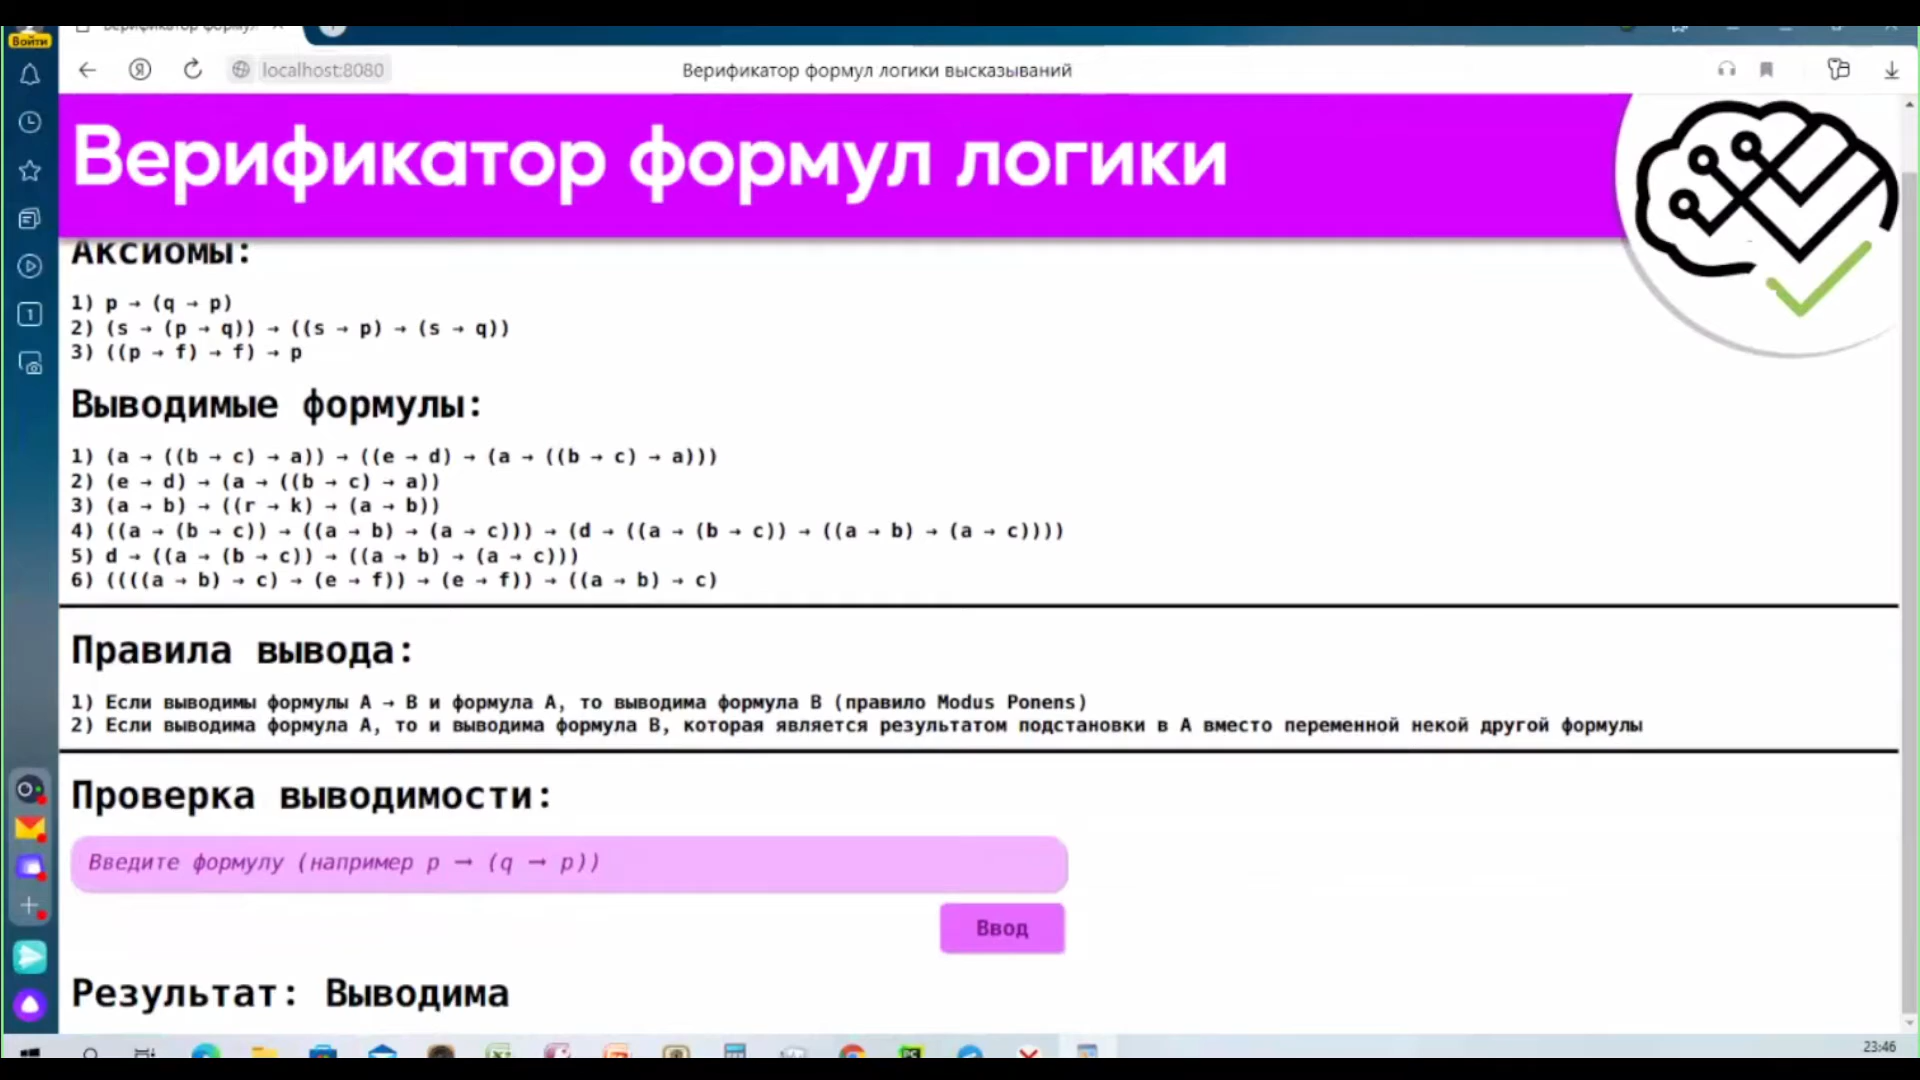 Войти
Верификатор формул
localhost:8080
Верификатор формул логики высказываний
Верификатор формул логики
Аксиомы:
1) p → (q → p)
2) (s → (p → q)) → ((s → p) → (s → q))
3) ((p → f) → f) → p
Выводимые формулы:
1) (a → ((b → c) → a)) → ((e → d) → (a → ((b → c) → a)))
2) (e → d) → (a → ((b → c) → a))
3) (a → b) → ((r → k) → (a → b))
4) ((a → (b → c)) → ((a → b) → (a → c))) → (d → ((a → (b → c)) → ((a → b) → (a → c))))
5) d → ((a → (b → c)) → ((a → b) → (a → c)))
6) ((((a → b) → c) → (e → f)) → (e → f)) → ((a → b) → c)
Правила вывода:
1) Если выводимы формулы A → B и формула A, то выводима формула B (правило Modus Ponens)
2) Если выводима формула A, то и выводима формула B, которая является результатом подстановки в A вместо переменной некой другой формулы
Проверка выводимости:
Введите формулу (например p → (q → p))
Ввод
Результат: Выводима
23:46